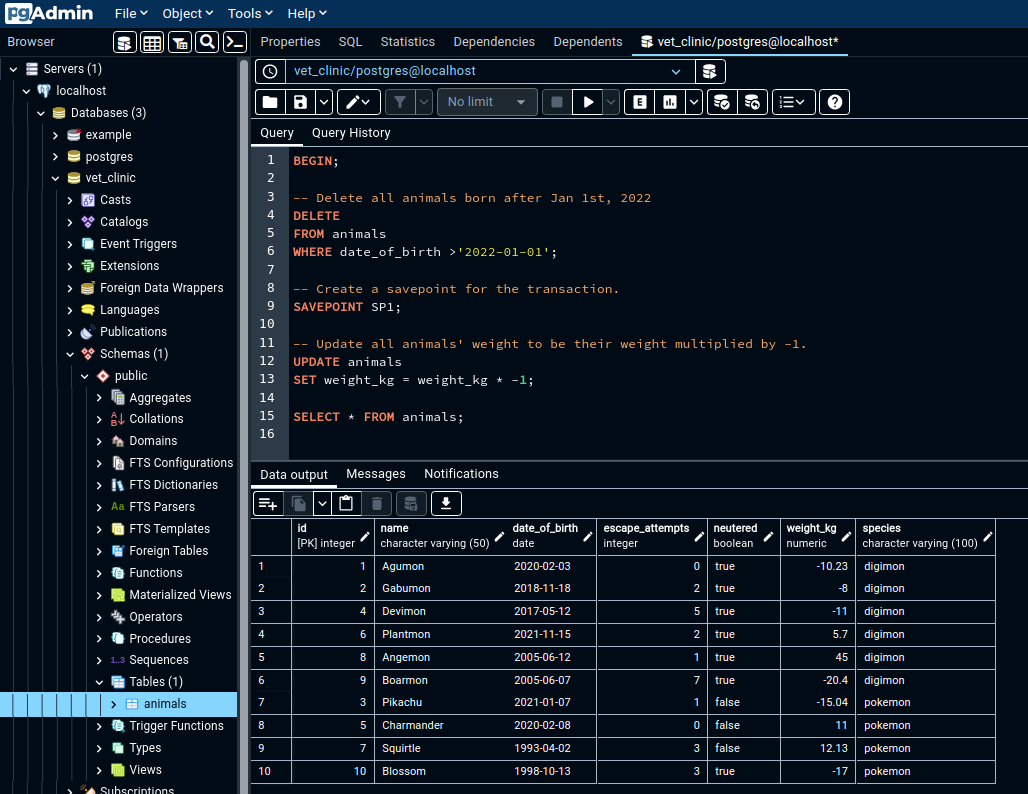 pgAdmin File Object Tools Help
Browser Properties SQL Statistics Dependencies Dependents vet_clinic/postgres@localhost*
Servers (1)
localhost
Databases (3)
example
postgres
vet_clinic
Casts
Catalogs
Event Triggers
Extensions
Foreign Data Wrappers
Languages
Publications
Schemas (1)
public
Aggregates
Collations
Domains
FTS Configurations
FTS Dictionaries
Aa FTS Parsers
FTS Templates
Foreign Tables
Functions
Materialized Views
Operators
Procedures
1..3 Sequences
Tables (1)
animals
Trigger Functions
Types
Views
Subscriptions
vet_clinic/postgres@localhost
No limit E
Query Query History
1 BEGIN;
2
3 -- Delete all animals born after Jan 1st, 2022
4 DELETE
5 FROM animals
6 WHERE date_of_birth >'2022-01-01';
7
8 -- Create a savepoint for the transaction.
9 SAVEPOINT SP1;
10
11 -- Update all animals' weight to be their weight multiplied by -1.
12 UPDATE animals
13 SET weight_kg = weight_kg * -1;
14
15 SELECT * FROM animals;
16
Data output Messages Notifications
id name date_of_birth escape_attempts neutered weight_kg species
[PK] integer character varying (50) date integer boolean numeric character varying (100)
1 1 Agumon 2020-02-03 0 true -10.23 digimon
2 2 Gabumon 2018-11-18 2 true -8 digimon
3 4 Devimon 2017-05-12 5 true -11 digimon
4 6 Plantmon 2021-11-15 2 true 5.7 digimon
5 8 Angemon 2005-06-12 1 true 45 digimon
6 9 Boarmon 2005-06-07 7 true -20.4 digimon
7 3 Pikachu 2021-01-07 1 false -15.04 pokemon
8 5 Charmander 2020-02-08 0 false 11 pokemon
9 7 Squirtle 1993-04-02 3 false 12.13 pokemon
10 10 Blossom 1998-10-13 3 true -17 pokemon